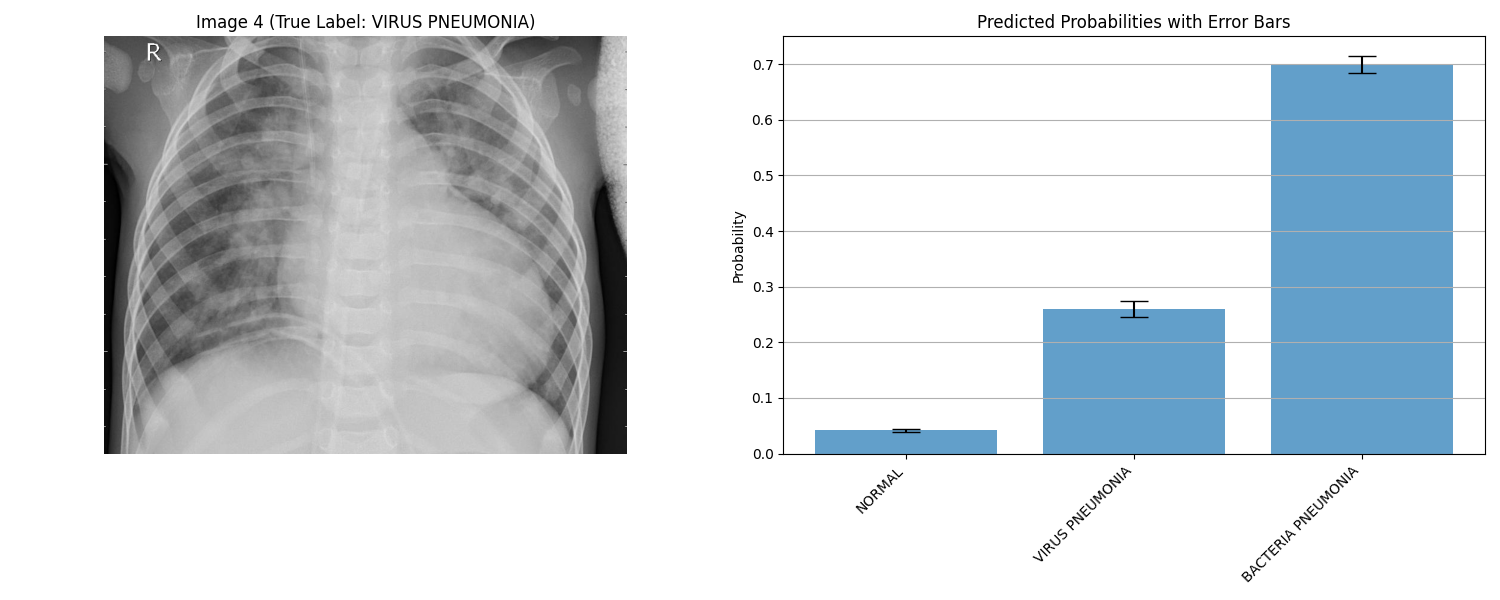 Image 4 (True Label: VIRUS PNEUMONIA)
R
Predicted Probabilities with Error Bars
Probability
0.7
0.6
0.5
0.4
0.3
0.2
0.1
0.0
NORMAL
VIRUS PNEUMONIA
BACTERIA PNEUMONIA